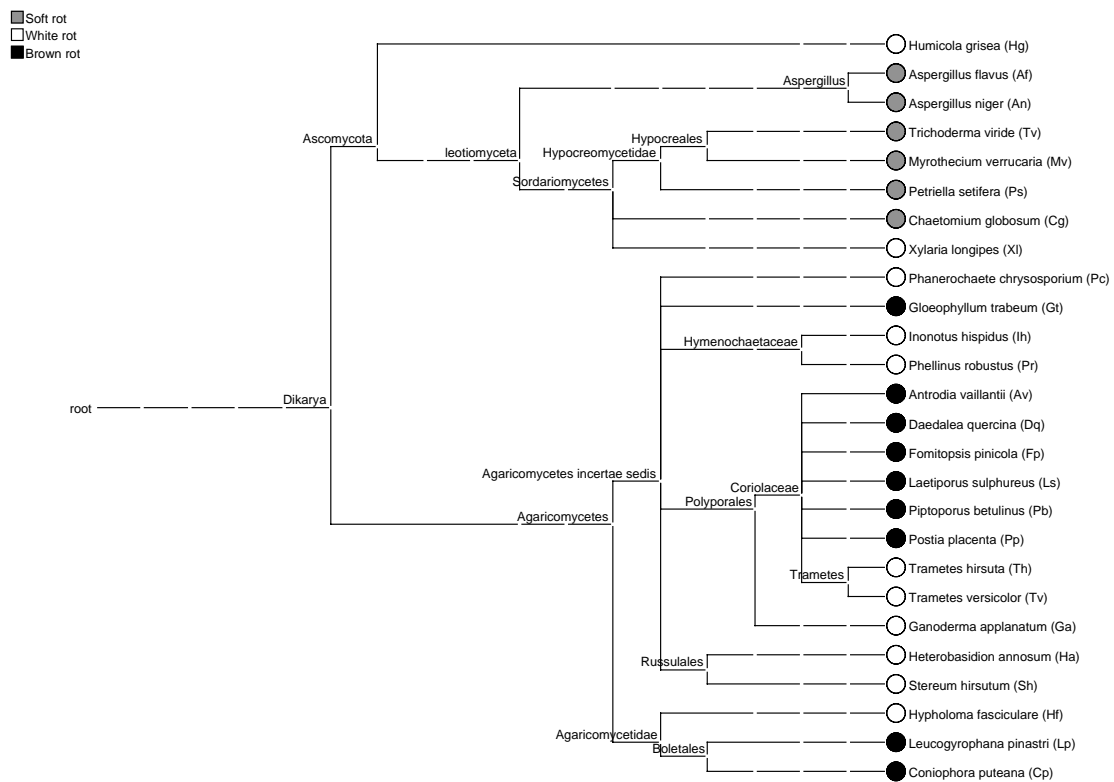 Soft rot
White rot
Brown rot
Humicola grisea (Hg)
Aspergillus flavus (Af)
Aspergillus
Aspergillus niger (An)
Trichoderma viride (Tv)
Ascomycota
Hypocreales
leotiomyceta
Hypocreomycetidae
Myrothecium verrucaria (Mv)
Sordariomycetes
Petriella setifera (Ps)
Chaetomium globosum (Cg)
Xylaria longipes (Xl)
Phanerochaete chrysosporium (Pc)
Gloeophyllum trabeum (Gt)
Inonotus hispidus (Ih)
Hymenochaetaceae
Phellinus robustus (Pr)
Antrodia vaillantii (Av)
root
Dikarya
Daedalea quercina (Dq)
Fomitopsis pinicola (Fp)
Agaricomycetes incertae sedis
Laetiporus sulphureus (Ls)
Coriolaceae
Polyporales
Piptoporus betulinus (Pb)
Agaricomycetes
Postia placenta (Pp)
Trametes hirsuta (Th)
Trametes
Trametes versicolor (Tv)
Ganoderma applanatum (Ga)
Heterobasidion annosum (Ha)
Russulales
Stereum hirsutum (Sh)
Hypholoma fasciculare (Hf)
Agaricomycetidae
Leucogyrophana pinastri (Lp)
Boletales
Coniophora puteana (Cp)